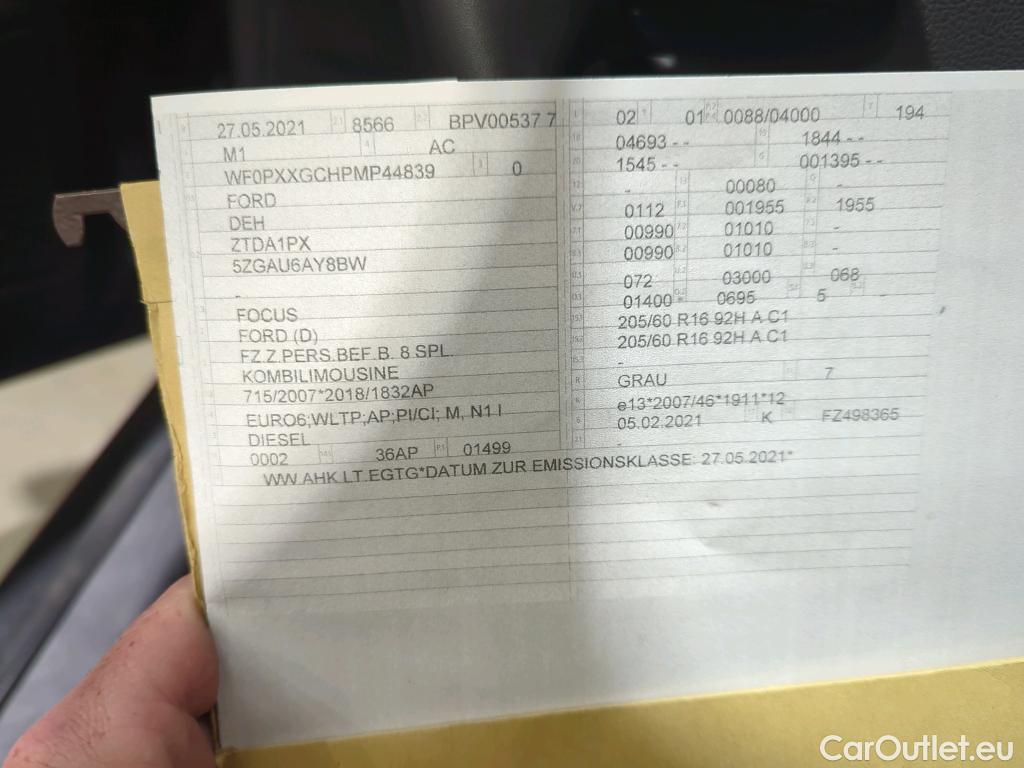 27.05.2021 8566 BPV00537 7
M1 AC
WF0PXXGCHPMP44839 0
FORD
DEH
ZTDA1PX
5ZGAU6AY8BW
-
FOCUS
FORD (D)
FZ.Z.PERS.BEF.B. 8 SPL.
KOMBILIMOUSINE
715/2007*2018/1832AP
EURO6;WLTP;AP;PI/CI; M, N1 I
DIESEL
0002 36AP 01499
02 01 0088/04000 194
04693 - - 1844 - -
1545 - - 001395 - -
- 00080 -
0112 001955 1955
00990 01010 -
00990 01010 -
072 03000 068
01400 0695 5 -
205/60 R16 92H A C1
205/60 R16 92H A C1
-
GRAU 7
e13*2007/46*1911*12
05.02.2021 K FZ498365
-
WW.AHK LT.EGTG*DATUM ZUR EMISSIONSKLASSE: 27.05.2021*
CarOutlet.eu